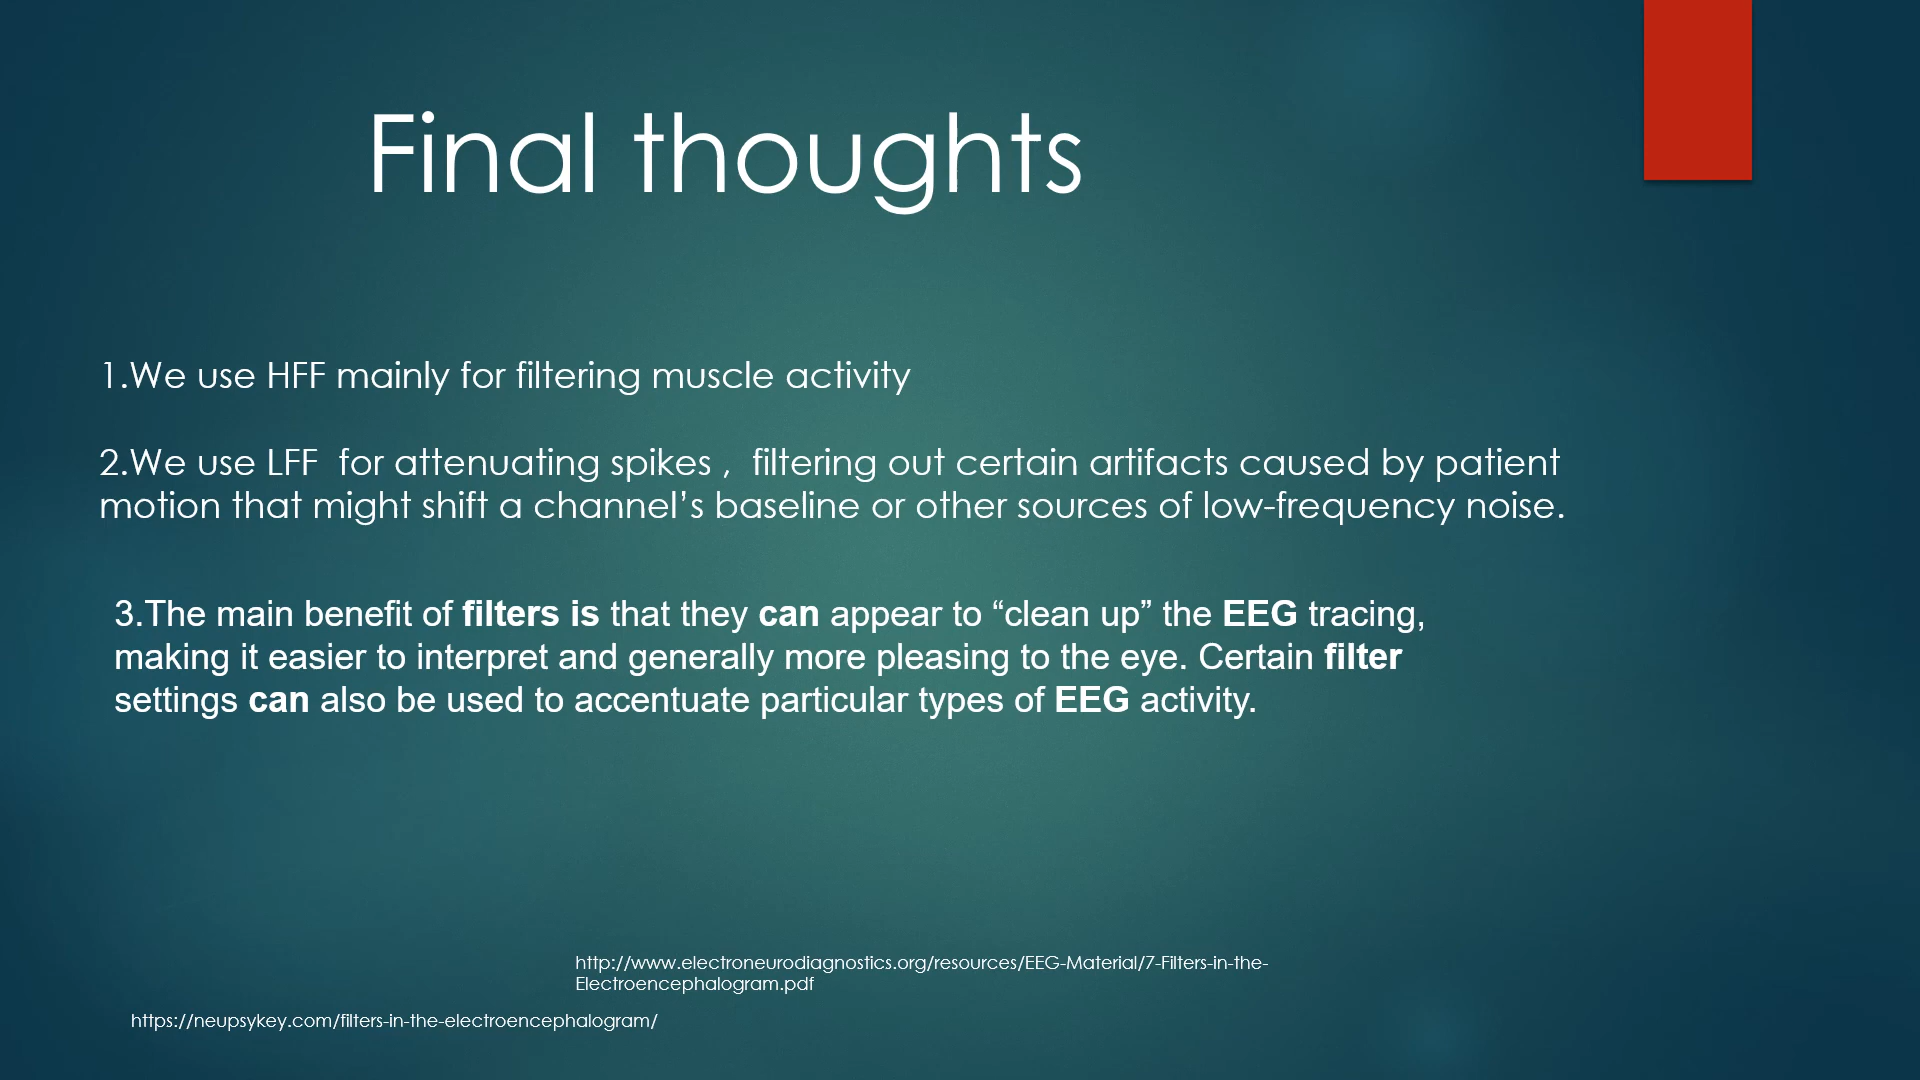 Final thoughts
1.We use HFF mainly for filtering muscle activity
2.We use LFF  for attenuating spikes ,  filtering out certain artifacts caused by patient
motion that might shift a channel’s baseline or other sources of low-frequency noise.
3.The main benefit of filters is that they can appear to “clean up” the EEG tracing,
making it easier to interpret and generally more pleasing to the eye. Certain filter
settings can also be used to accentuate particular types of EEG activity.
http://www.electroneurodiagnostics.org/resources/EEG-Material/7-Filters-in-the-
Electroencephalogram.pdf
https://neupsykey.com/filters-in-the-electroencephalogram/